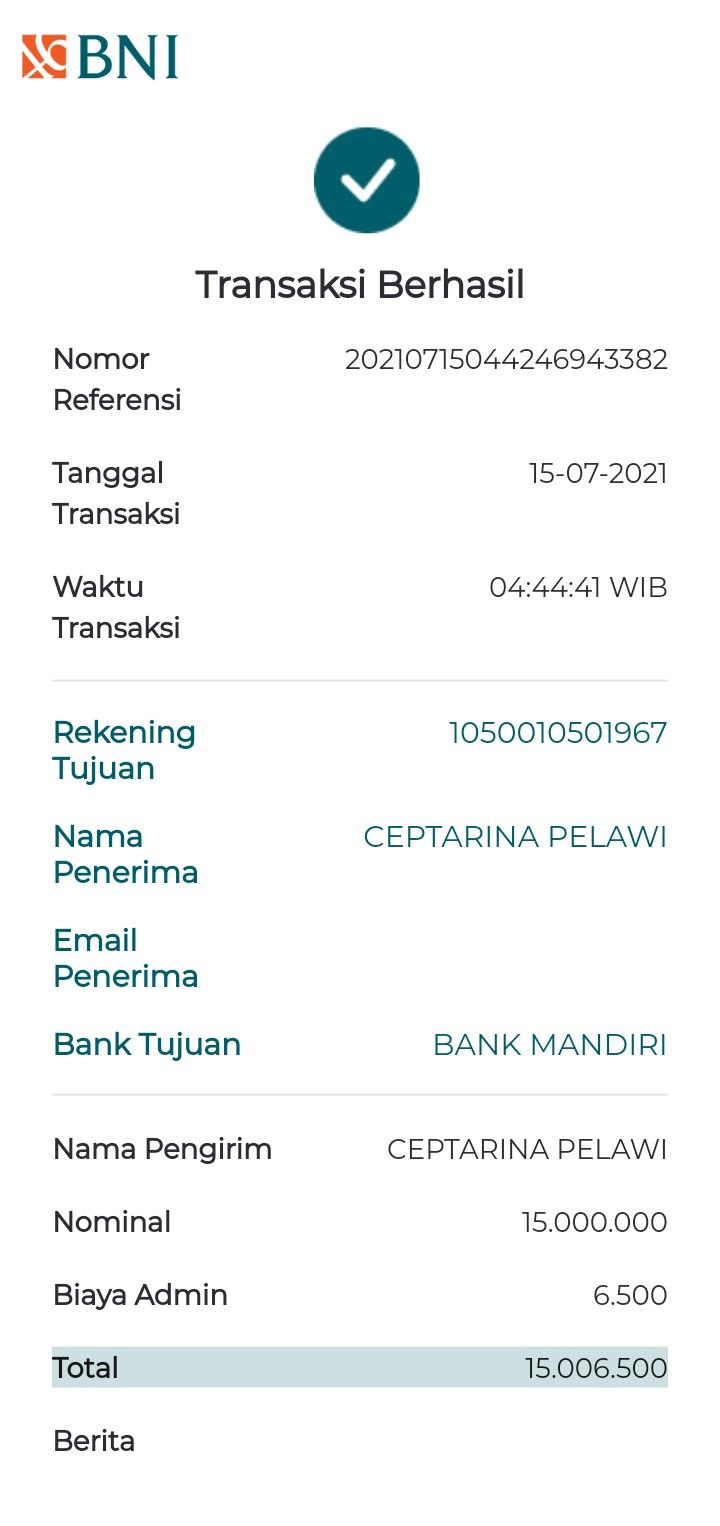 BNI
Transaksi Berhasil
Nomor Referensi 20210715044246943382
Tanggal Transaksi 15-07-2021
Waktu Transaksi 04:44:41 WIB
Rekening Tujuan 1050010501967
Nama Penerima CEPTARINA PELAWI
Email Penerima
Bank Tujuan BANK MANDIRI
Nama Pengirim CEPTARINA PELAWI
Nominal 15.000.000
Biaya Admin 6.500
Total 15.006.500
Berita